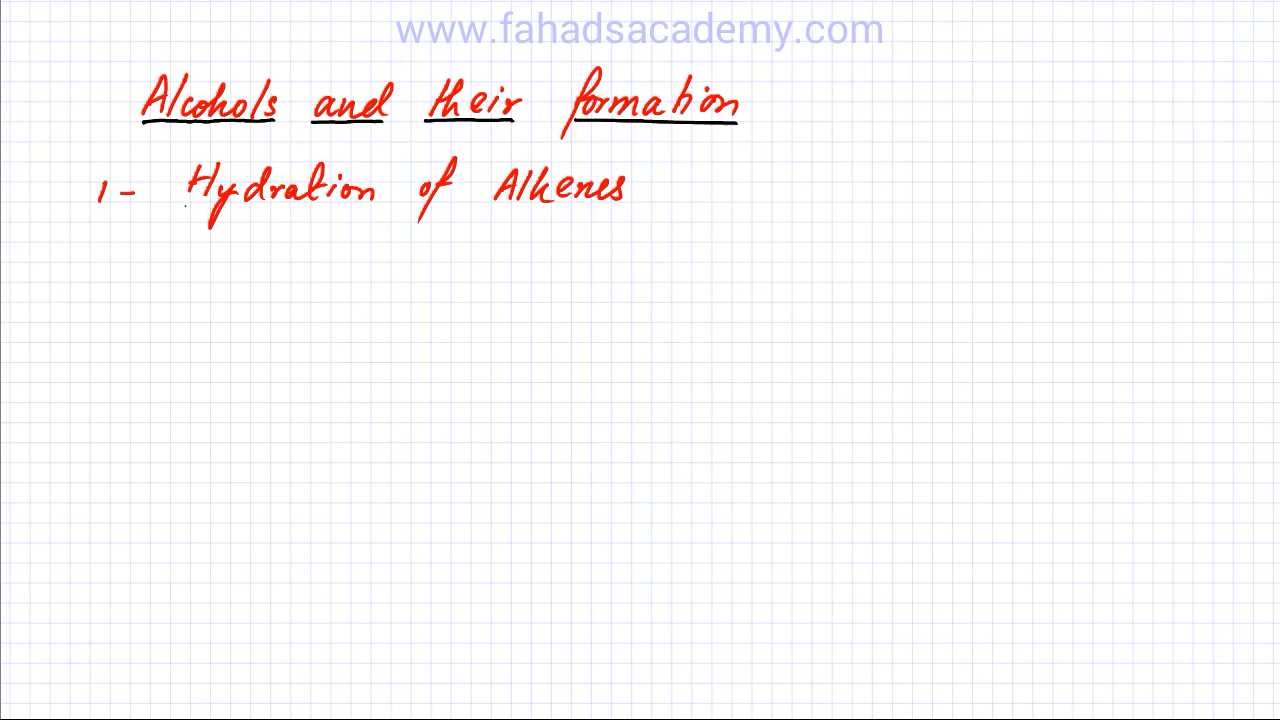 www.fahadsacademy.com
Alcohols and their formation
1- Hydration of Alkenes